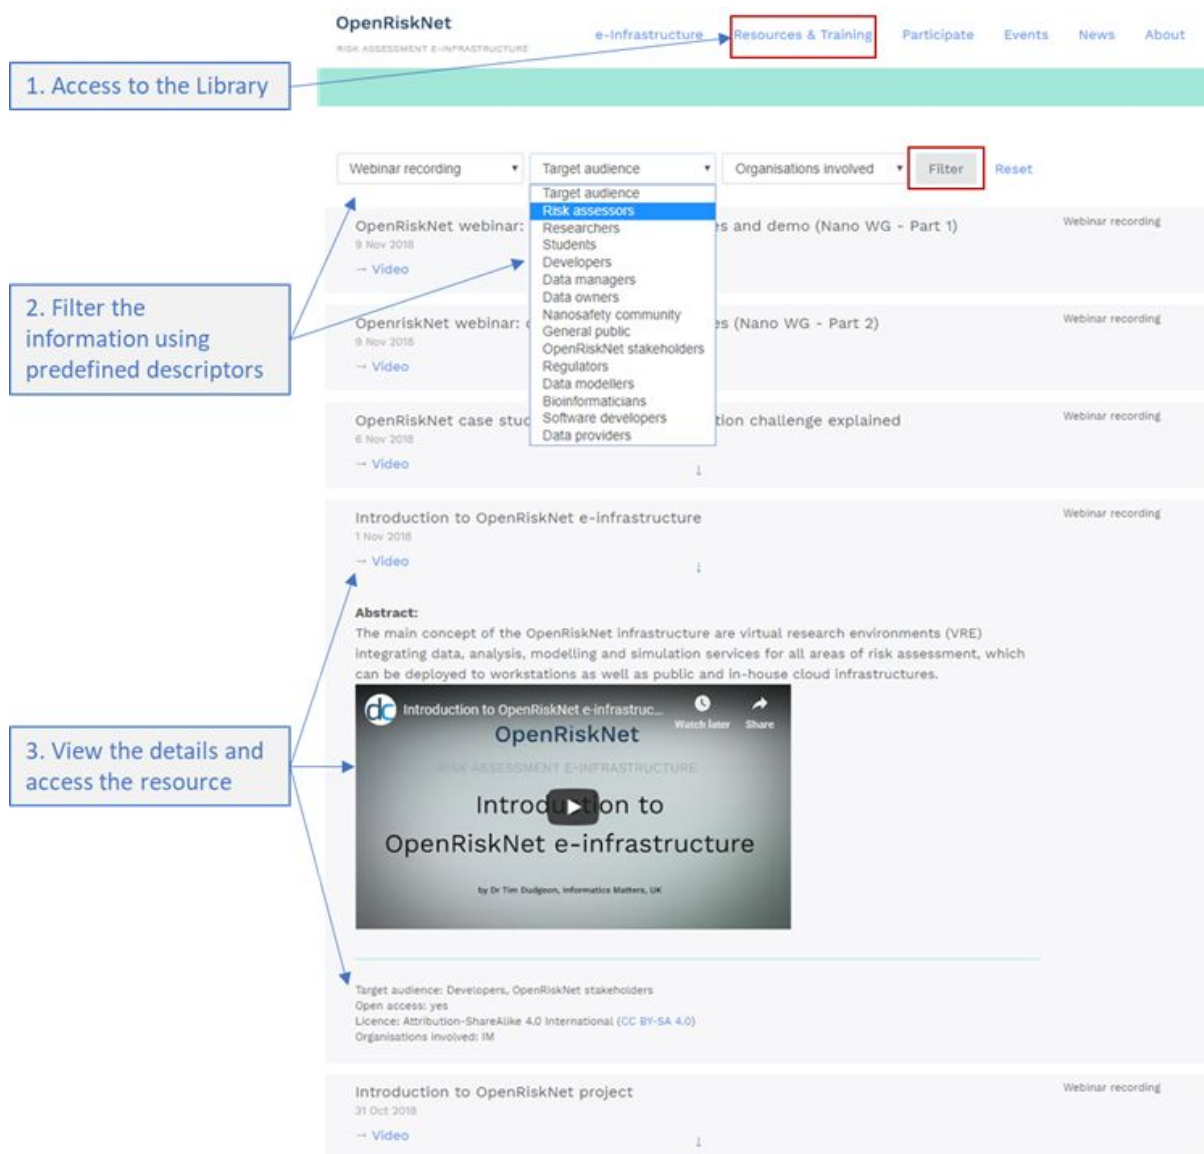 OpenRiskNet
RISK ASSESSMENT E-INFRASTRUCTURE
e-Infrastructure Resources & Training Participate Events News About
1. Access to the Library
Webinar recording Target audience Organisations involved Filter Reset
Target audience
Risk assessors
Researchers
Students
Developers
Data managers
Data owners
Nanosafety community
General public
OpenRiskNet stakeholders
Regulators
Data modellers
Bioinformaticians
Software developers
Data providers
OpenRiskNet webinar: es and demo (Nano WG - Part 1) Webinar recording
9 Nov 2018
→ Video
2. Filter the
information using
predefined descriptors
OpenriskNet webinar: es (Nano WG - Part 2) Webinar recording
9 Nov 2018
→ Video
OpenRiskNet case stud tion challenge explained Webinar recording
6 Nov 2018
→ Video ↓
Introduction to OpenRiskNet e-infrastructure Webinar recording
1 Nov 2018
→ Video ↓
Abstract:
The main concept of the OpenRiskNet infrastructure are virtual research environments (VRE)
integrating data, analysis, modelling and simulation services for all areas of risk assessment, which
can be deployed to workstations as well as public and in-house cloud infrastructures.
dc Introduction to OpenRiskNet e-infrastruc... Watch later Share
OpenRiskNet
RISK ASSESSMENT E-INFRASTRUCTURE
Introduction to
OpenRiskNet e-infrastructure
by Dr Tim Dudgeon, Informatics Matters, UK
3. View the details and
access the resource
Target audience: Developers, OpenRiskNet stakeholders
Open access: yes
Licence: Attribution-ShareAlike 4.0 International (CC BY-SA 4.0)
Organisations involved: IM
Introduction to OpenRiskNet project Webinar recording
31 Oct 2018
→ Video ↓